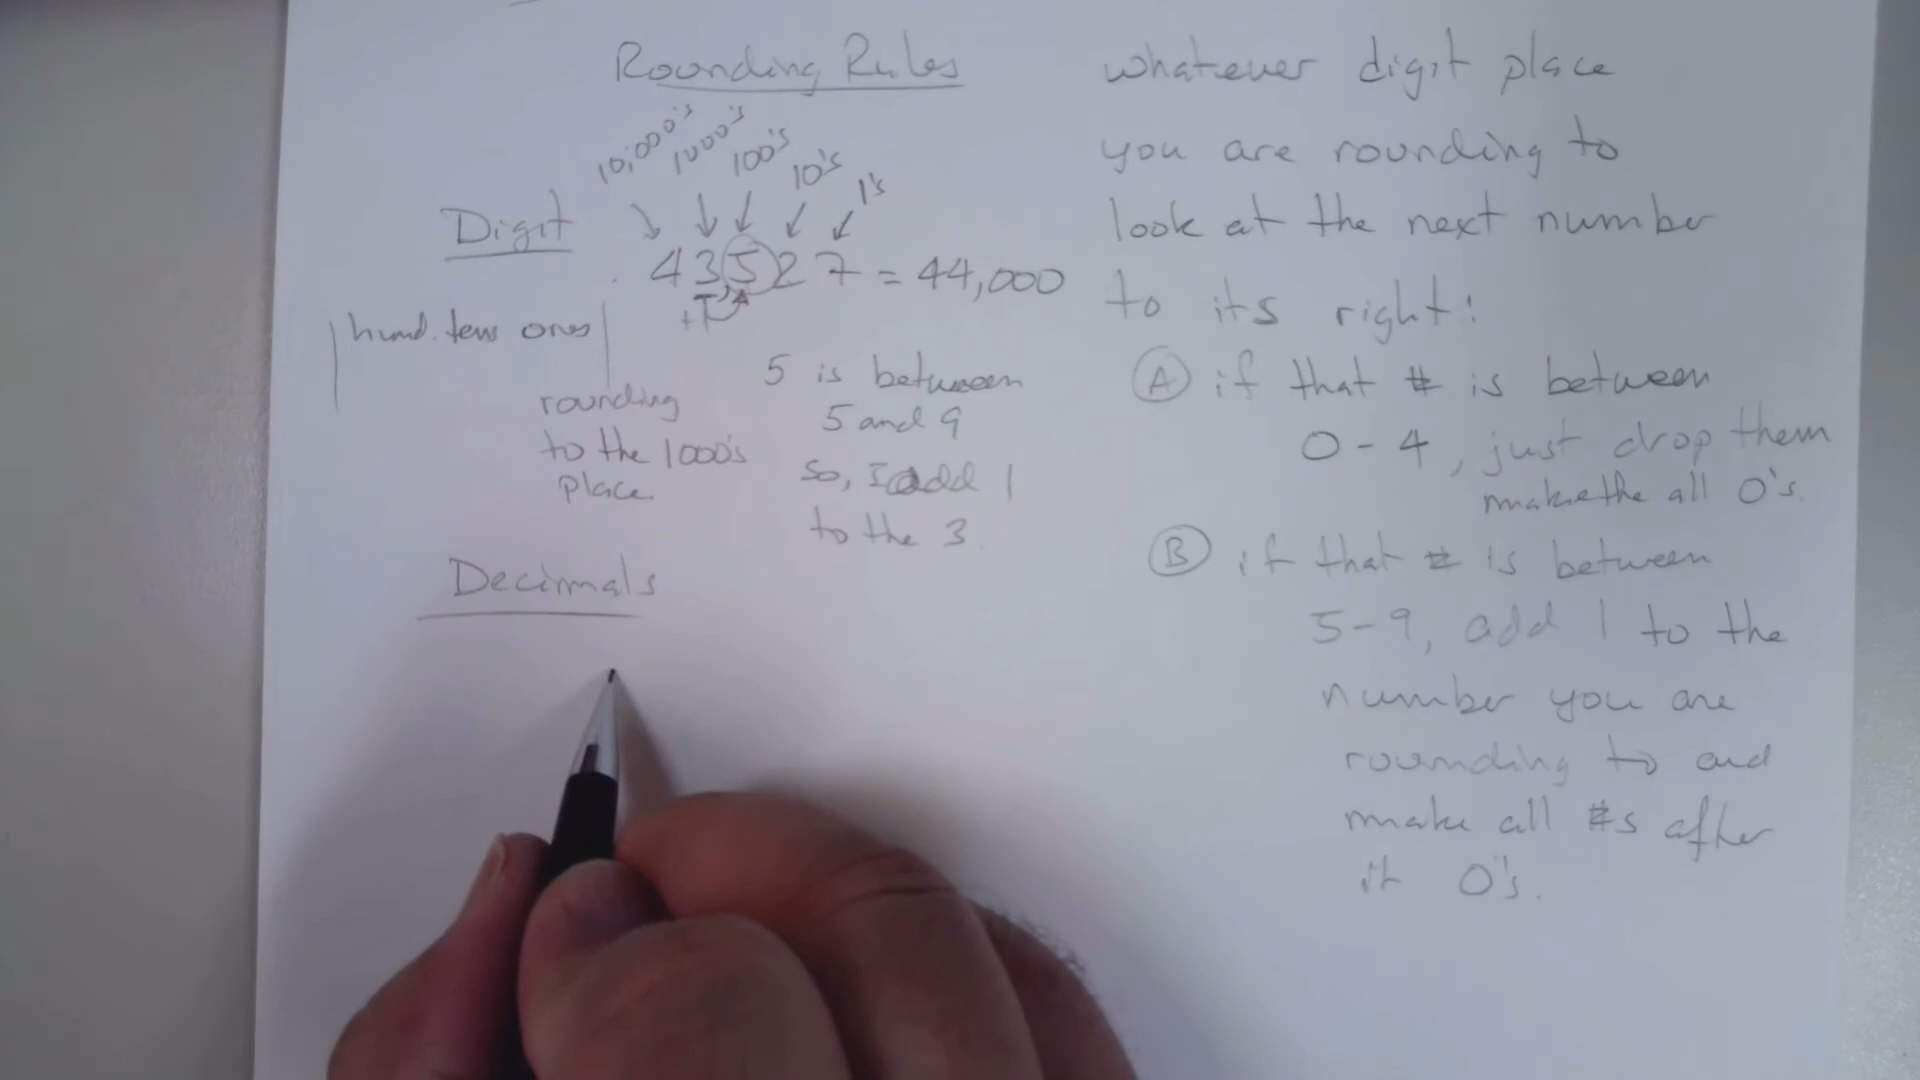 Rounding Rules
10,000's 1000's 100's 10's 1's
Digit
43527 = 44,000
+1
hund. tens ones
rounding
to the 1000's
place.
5 is between
5 and 9
So, I add 1
to the 3.
Decimals
whatever digit place
you are rounding to
look at the next number
to its right:
A if that # is between
0-4, just drop them
make the all 0's.
B if that # is between
5-9, add 1 to the
number you are
rounding to and
make all #s after
it 0's.